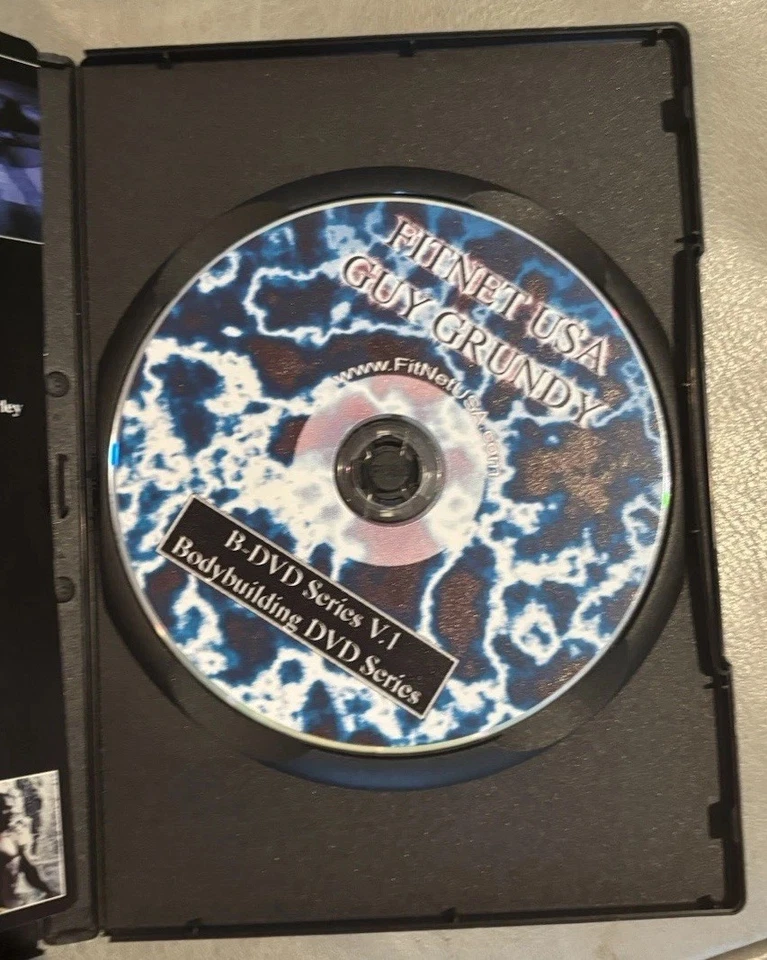 FITNET USA
GUY GRUNDY
www.FitNetUSA.com
B-DVD Series V.1
Bodybuilding DVD Series